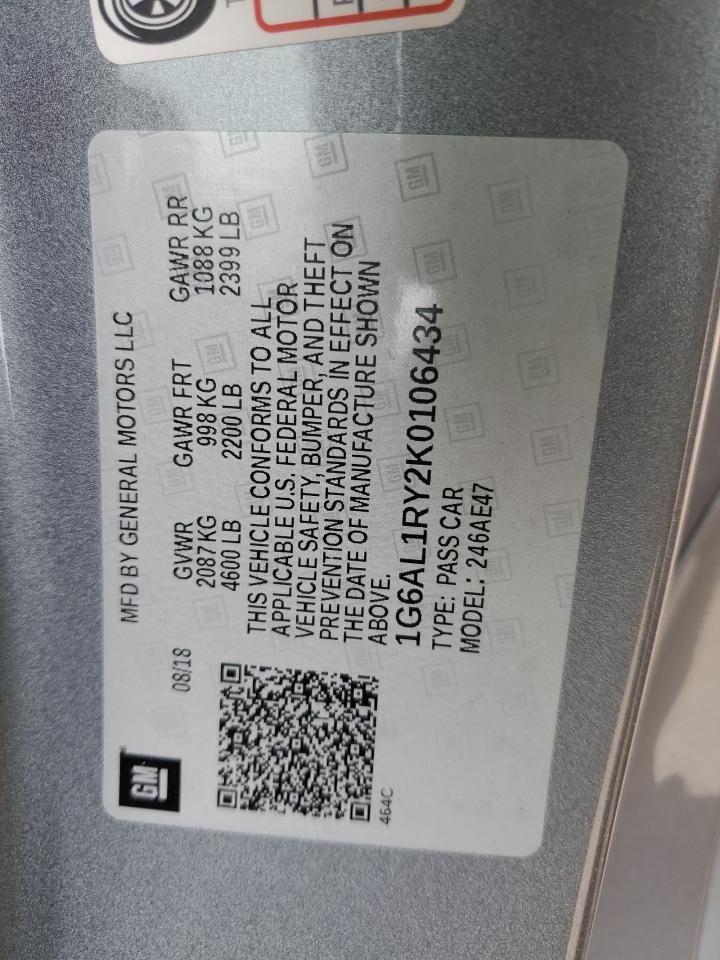 GM
MFD BY GENERAL MOTORS LLC
08/18
GVWR GAWR FRT GAWR RR
2087 KG 998 KG 1088 KG
4600 LB 2200 LB 2399 LB
THIS VEHICLE CONFORMS TO ALL
APPLICABLE U.S. FEDERAL MOTOR
VEHICLE SAFETY, BUMPER, AND THEFT
PREVENTION STANDARDS IN EFFECT ON
THE DATE OF MANUFACTURE SHOWN
ABOVE.
1G6AL1RY2K0106434
TYPE: PASS CAR
MODEL: 246AE47
464C